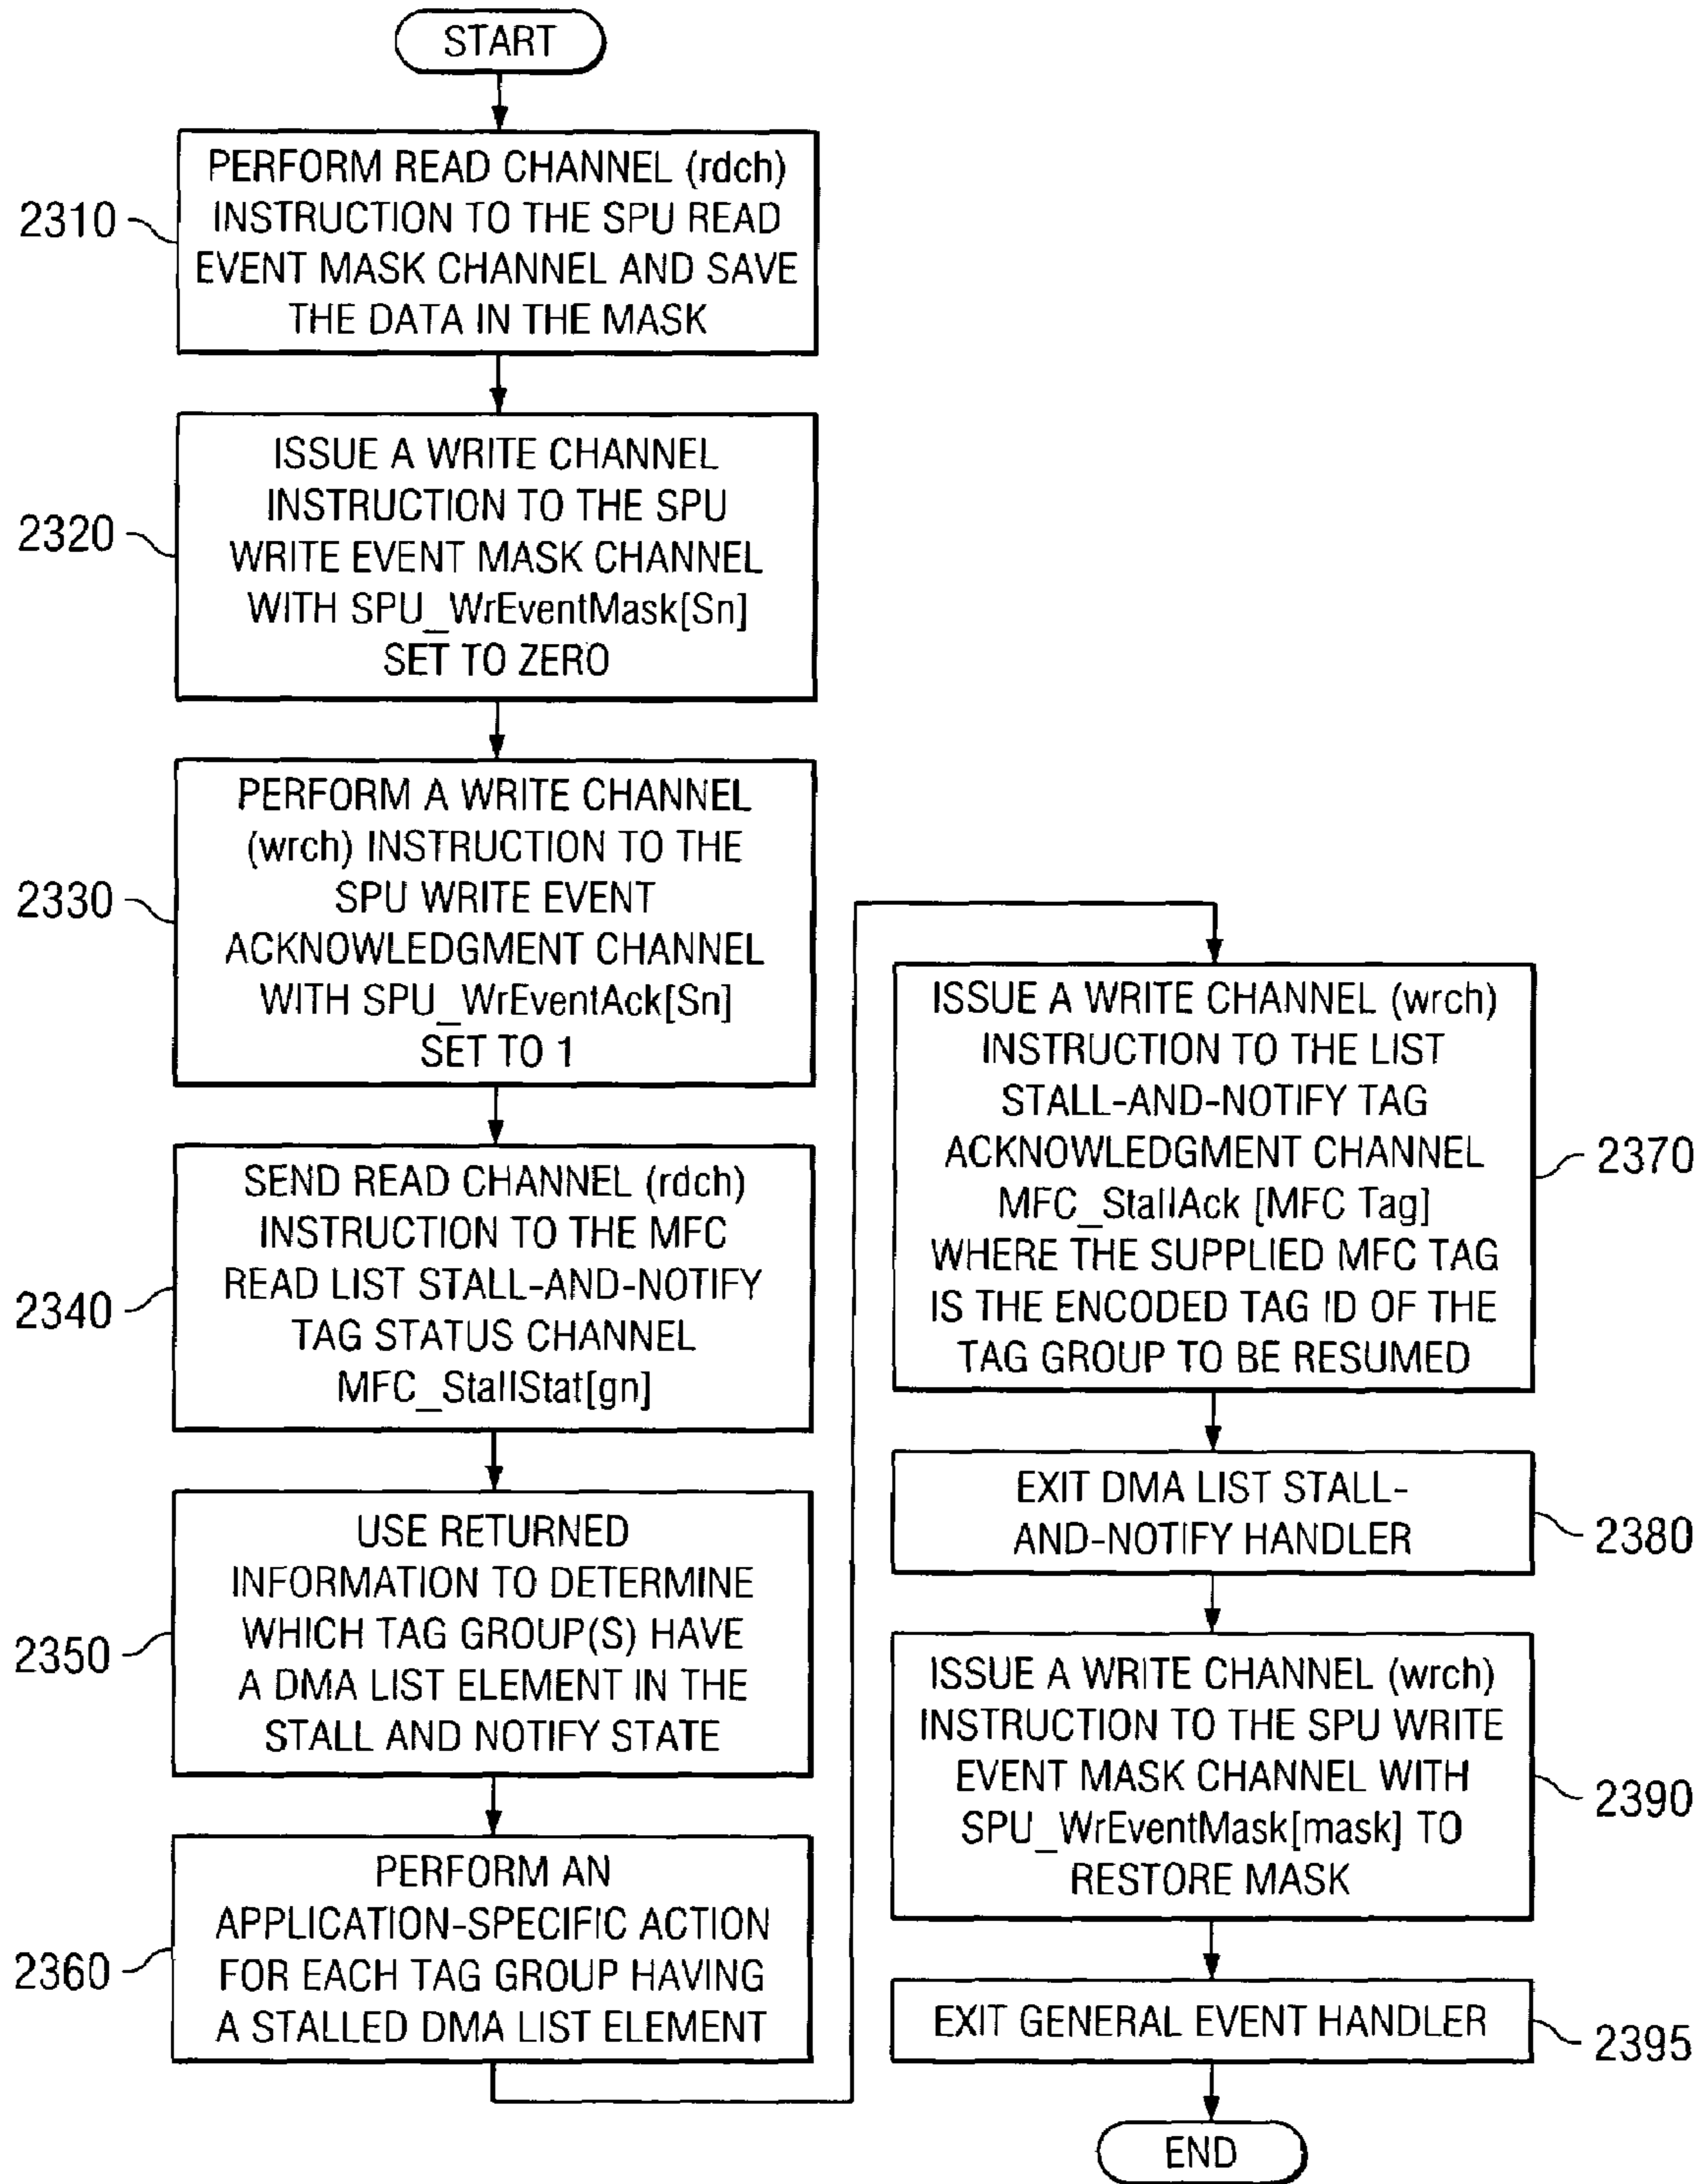 START
PERFORM READ CHANNEL (rdch)
INSTRUCTION TO THE SPU READ
EVENT MASK CHANNEL AND SAVE
THE DATA IN THE MASK
2310
ISSUE A WRITE CHANNEL
INSTRUCTION TO THE SPU
WRITE EVENT MASK CHANNEL
WITH SPU_WrEventMask[Sn]
SET TO ZERO
2320
PERFORM A WRITE CHANNEL
(wrch) INSTRUCTION TO THE
SPU WRITE EVENT
ACKNOWLEDGMENT CHANNEL
WITH SPU_WrEventAck[Sn]
SET TO 1
2330
SEND READ CHANNEL (rdch)
INSTRUCTION TO THE MFC
READ LIST STALL-AND-NOTIFY
TAG STATUS CHANNEL
MFC_StallStat[gn]
2340
USE RETURNED
INFORMATION TO DETERMINE
WHICH TAG GROUP(S) HAVE
A DMA LIST ELEMENT IN THE
STALL AND NOTIFY STATE
2350
PERFORM AN
APPLICATION-SPECIFIC ACTION
FOR EACH TAG GROUP HAVING
A STALLED DMA LIST ELEMENT
2360
ISSUE A WRITE CHANNEL (wrch)
INSTRUCTION TO THE LIST
STALL-AND-NOTIFY TAG
ACKNOWLEDGMENT CHANNEL
MFC_StallAck [MFC Tag]
WHERE THE SUPPLIED MFC TAG
IS THE ENCODED TAG ID OF THE
TAG GROUP TO BE RESUMED
2370
EXIT DMA LIST STALL-
AND-NOTIFY HANDLER
2380
ISSUE A WRITE CHANNEL (wrch)
INSTRUCTION TO THE SPU WRITE
EVENT MASK CHANNEL WITH
SPU_WrEventMask[mask] TO
RESTORE MASK
2390
EXIT GENERAL EVENT HANDLER
2395
END